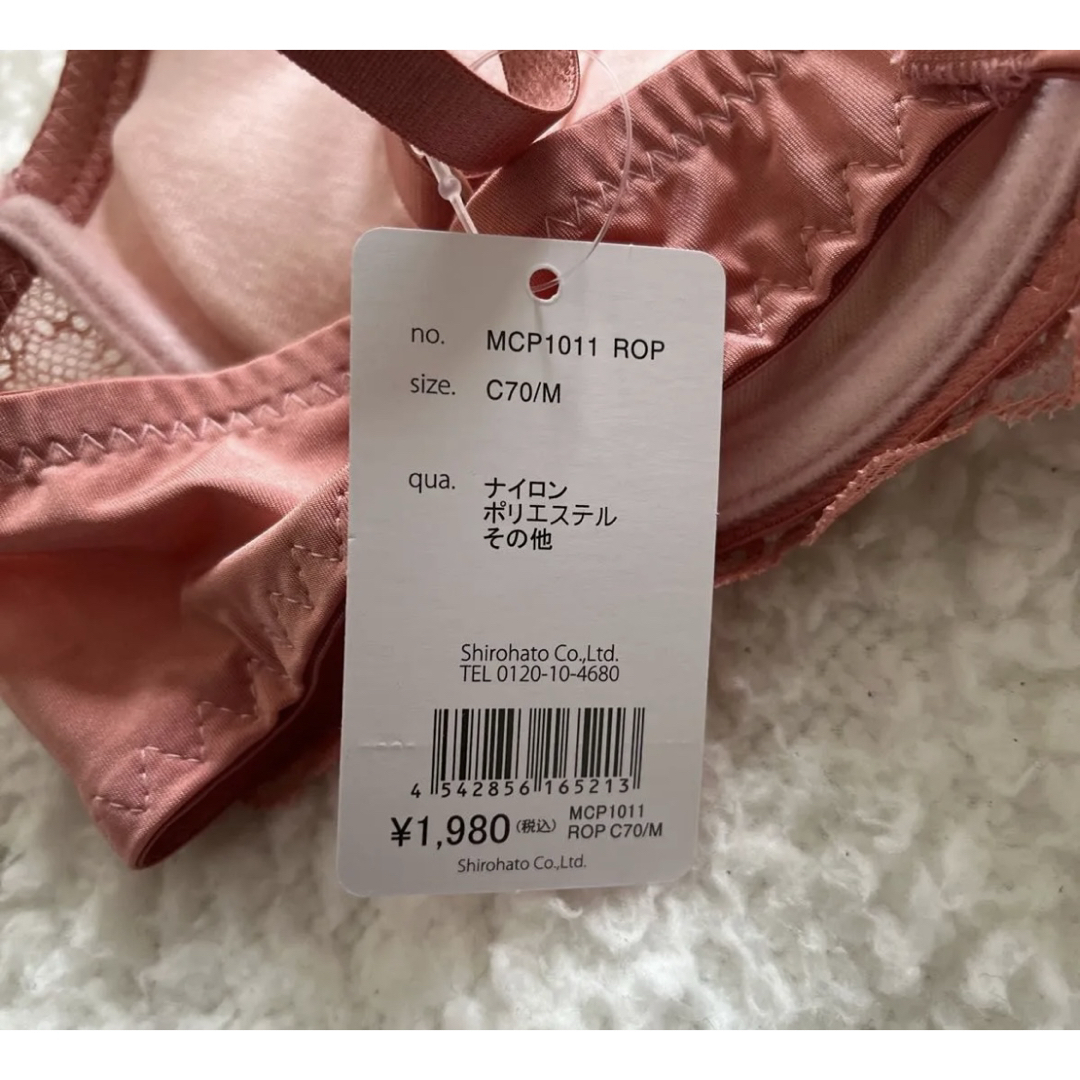 no. MCP1011 ROP
size. C70/M
qua. ナイロン
ポリエステル
その他
Shirohato Co.,Ltd.
TEL 0120-10-4680
4 542856 165213
¥1,980(税込) MCP1011
ROP C70/M
Shirohato Co.,Ltd.